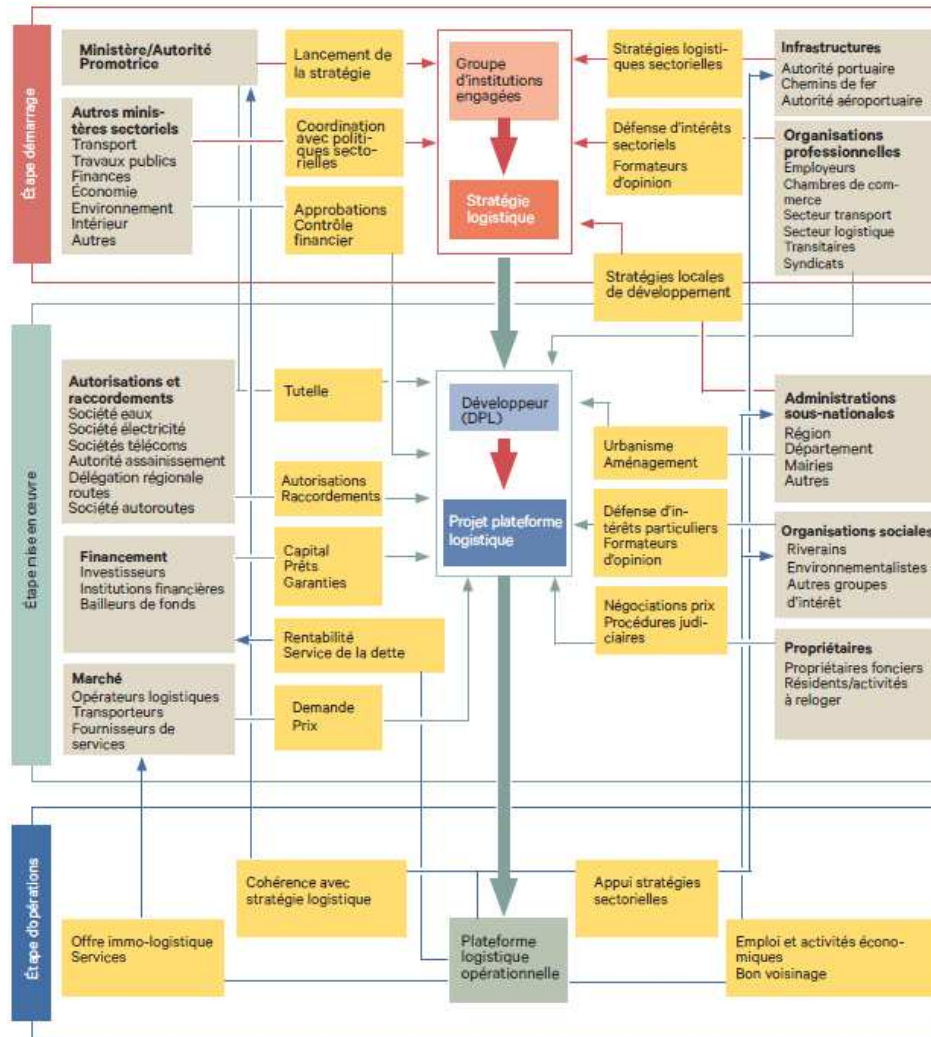 Étape démarrage
Ministère/Autorité
Promotrice
Autres minis-
tères sectoriels
Transport
Travaux publics
Finances
Économie
Environnement
Intérieur
Autres
Lancement de
la stratégie
Coordination
avec politiques
secto-
rielles
Approbations
Contrôle
financier
Groupe
d'institutions
engagées
Stratégie
logistique
Stratégies logisti-
ques sectorielles
Défense d'intérêts
sectoriels
Formateurs
d'opinion
Stratégies locales
de développement
Infrastructures
Autorité portuaire
Chemins de fer
Autorité aéroportuaire
Organisations
professionnelles
Employeurs
Chambres de com-
merce
Secteur transport
Secteur logistique
Transitaires
Syndicats
Étape mise en œuvre
Autorisations et
raccordements
Société eaux
Société électricité
Sociétés télécoms
Autorité assainissement
Délégation régionale
routes
Société autoroutes
Financement
Investisseurs
Institutions financières
Bailleurs de fonds
Marché
Opérateurs logistiques
Transporteurs
Fournisseurs de
services
Tutelle
Autorisations
Raccordements
Capital
Prêts
Garanties
Rentabilité
Service de la dette
Demande
Prix
Développeur
(DPL)
Projet plateforme
logistique
Urbanisme
Aménagement
Défense d'in-
térêts particuliers
Formateurs
d'opinion
Négociations prix
Procédures judi-
ciaires
Administrations
sous-nationales
Région
Département
Mairies
Autres
Organisations sociales
Riverains
Environnementalistes
Autres groupes
d'intérêt
Propriétaires
Propriétaires fonciers
Résidents/activités
à reloger
Étape d'opérations
Offre immo-logistique
Services
Cohérence avec
stratégie logistique
Plateforme
logistique
opérationnelle
Appui stratégies
sectorielles
Emploi et activités écono-
miques
Bon voisinage